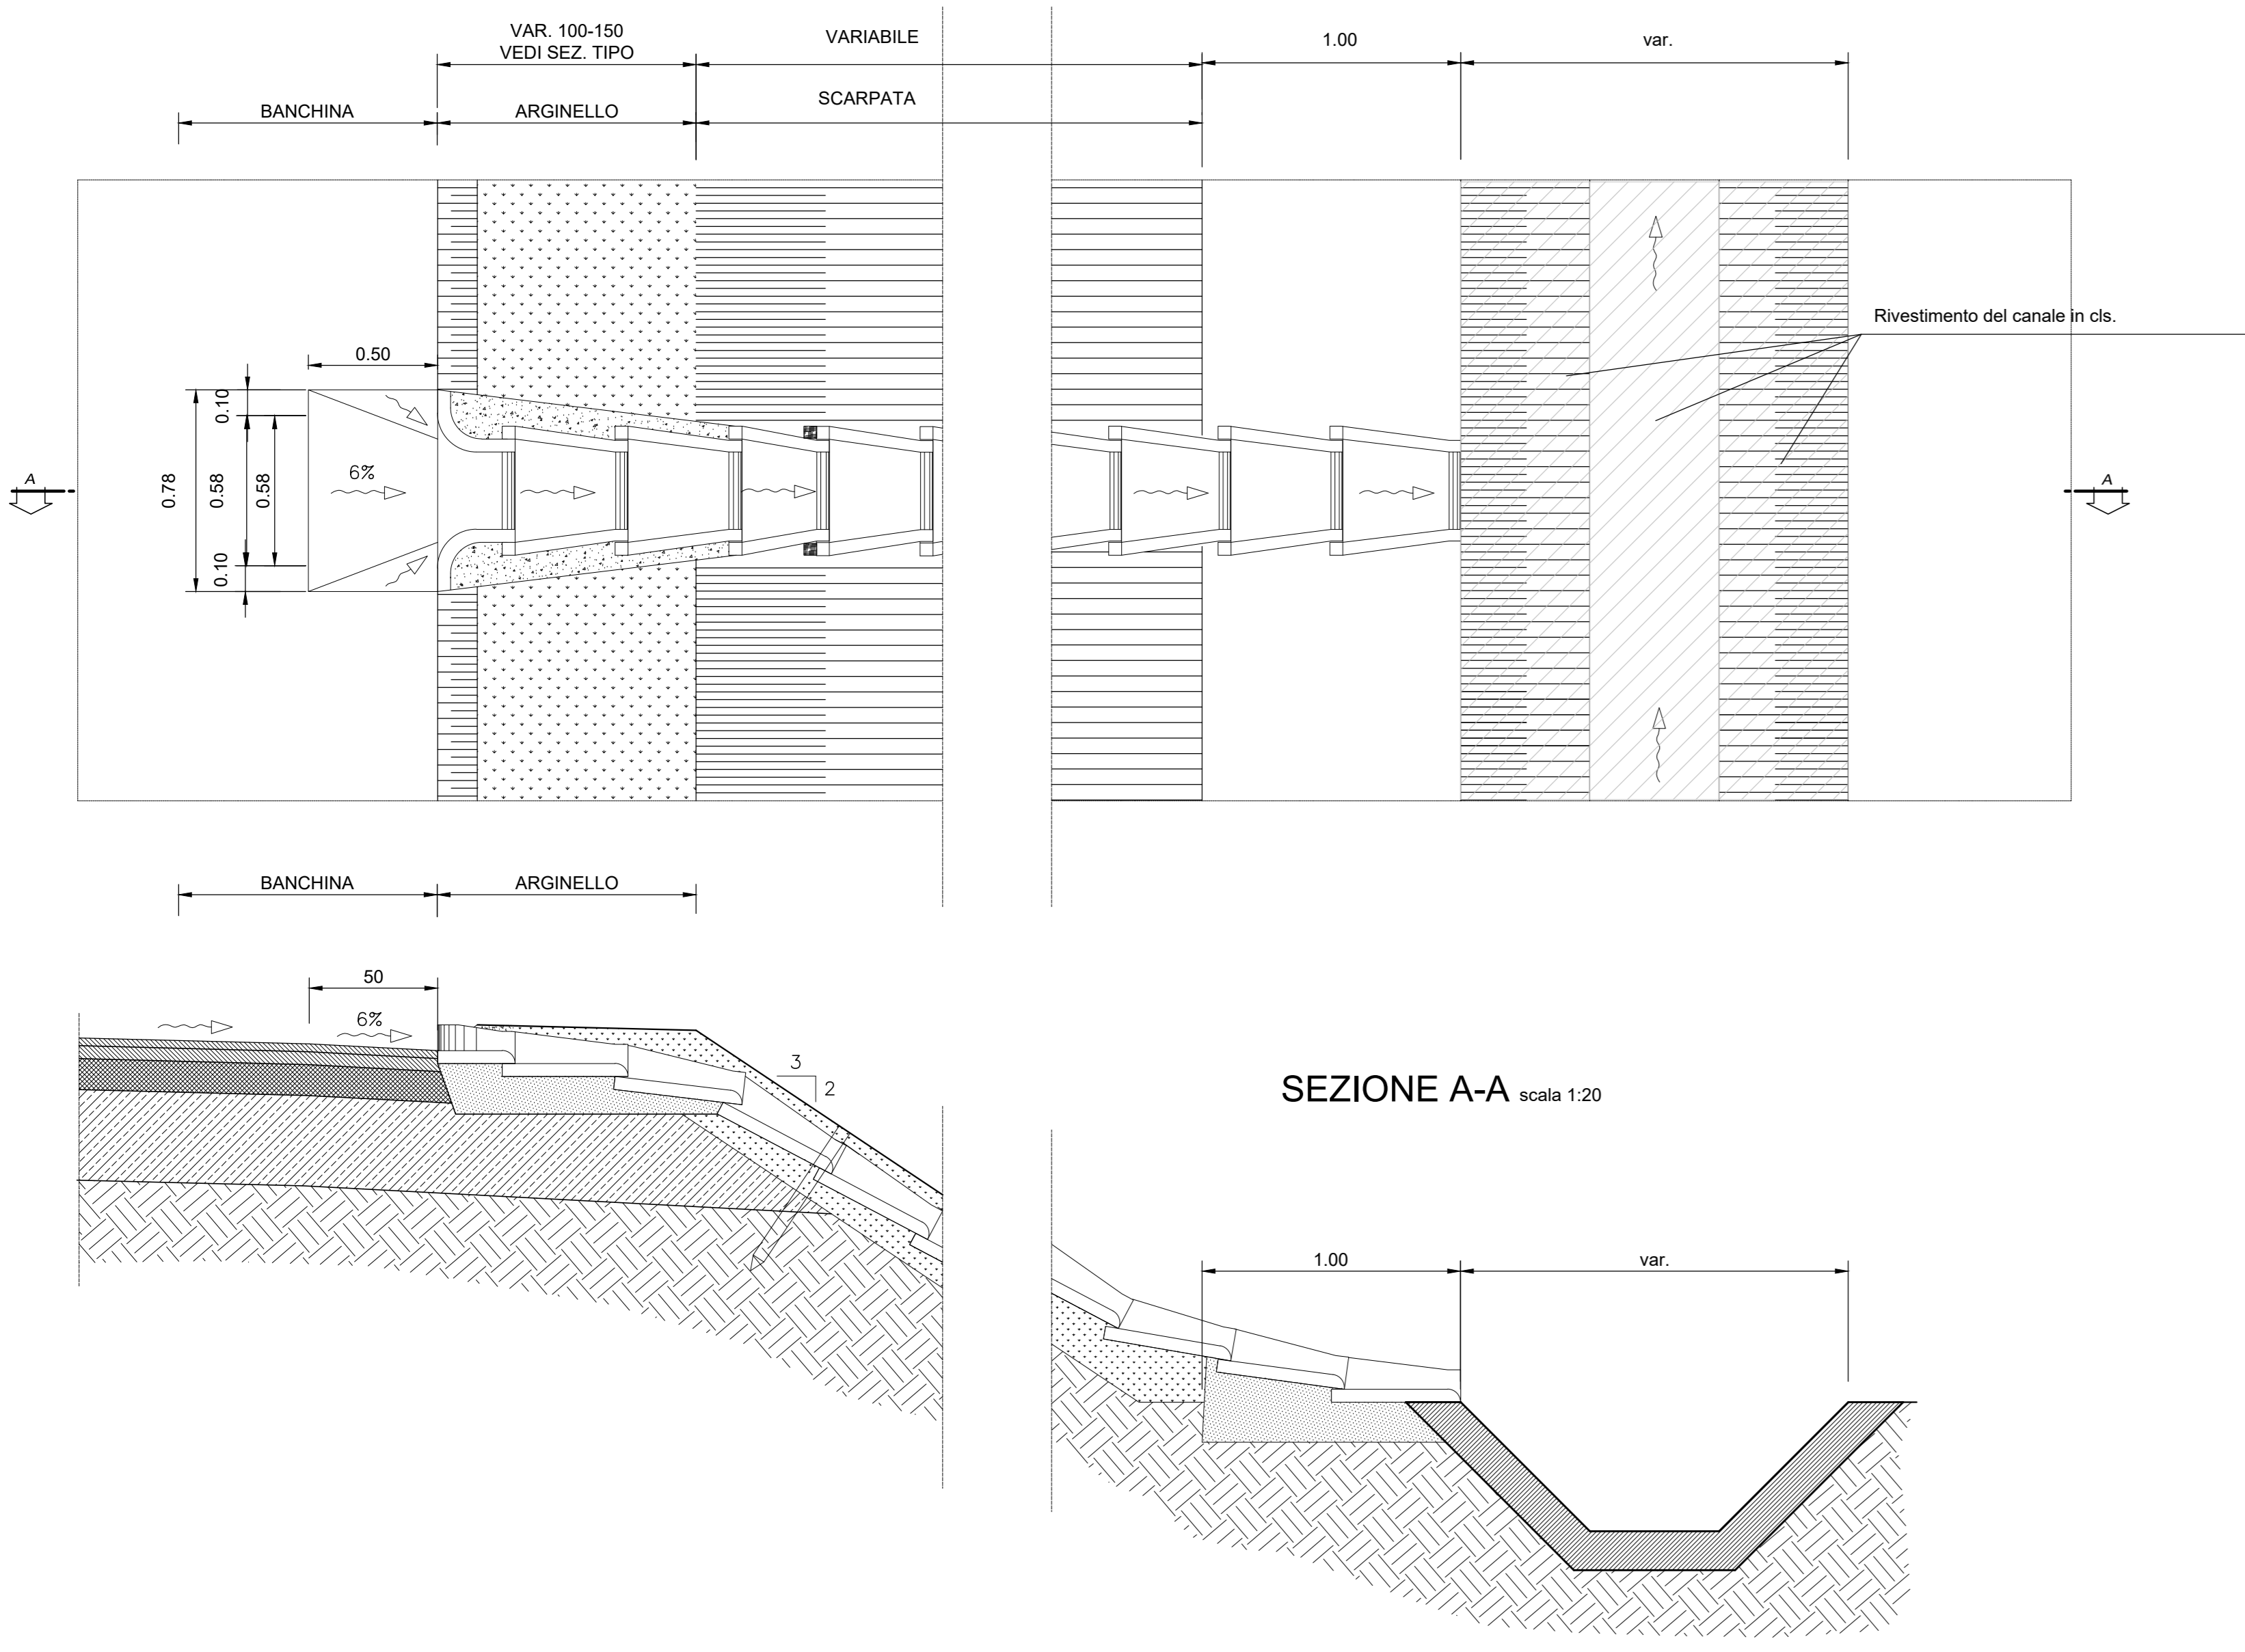 VAR. 100-150
VEDI SEZ. TIPO
VARIABILE
1.00
var.
BANCHINA
ARGINELLO
SCARPATA
Rivestimento del canale in cls.
0.50
0.10
0.78
0.58
0.58
0.10
6%
A
A
BANCHINA
ARGINELLO
50
6%
3
2
SEZIONE A-A scala 1:20
1.00
var.